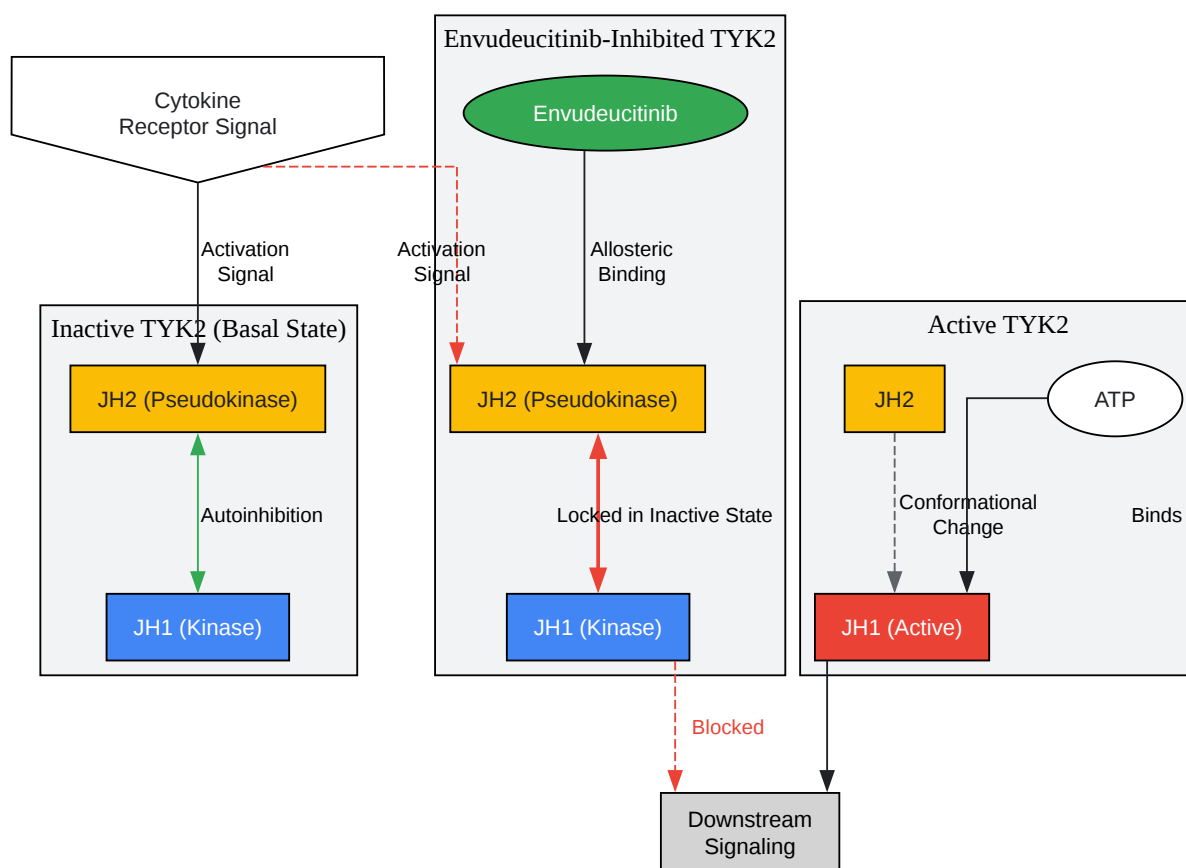 Envudeucitinib-Inhibited TYK2
Cytokine
Receptor Signal
Envudeucitinib
Activation
Signal
Activation
Signal
Allosteric
Binding
Inactive TYK2 (Basal State)
Active TYK2
JH2 (Pseudokinase)
JH2 (Pseudokinase)
JH2
ATP
Autoinhibition
Locked in Inactive State
Conformational
Change
Binds
JH1 (Kinase)
JH1 (Kinase)
JH1 (Active)
Blocked
Downstream
Signaling